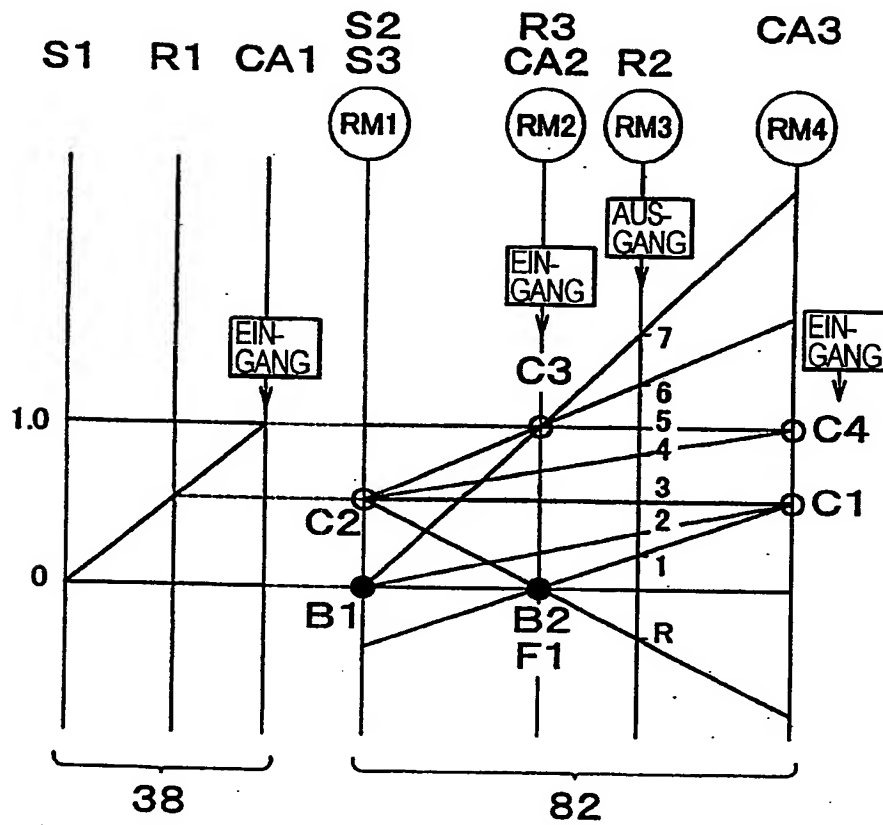 S2 R3 CA3
S1 R1 CA1 S3 CA2 R2
RM1 RM2 RM3 RM4
AUS-
GANG
EIN-
GANG
EIN-
GANG
EIN-
GANG
7
C3
6
1.0
5
C4
4
3
C1
C2
2
1
0
B1
B2
F1
R
38
82